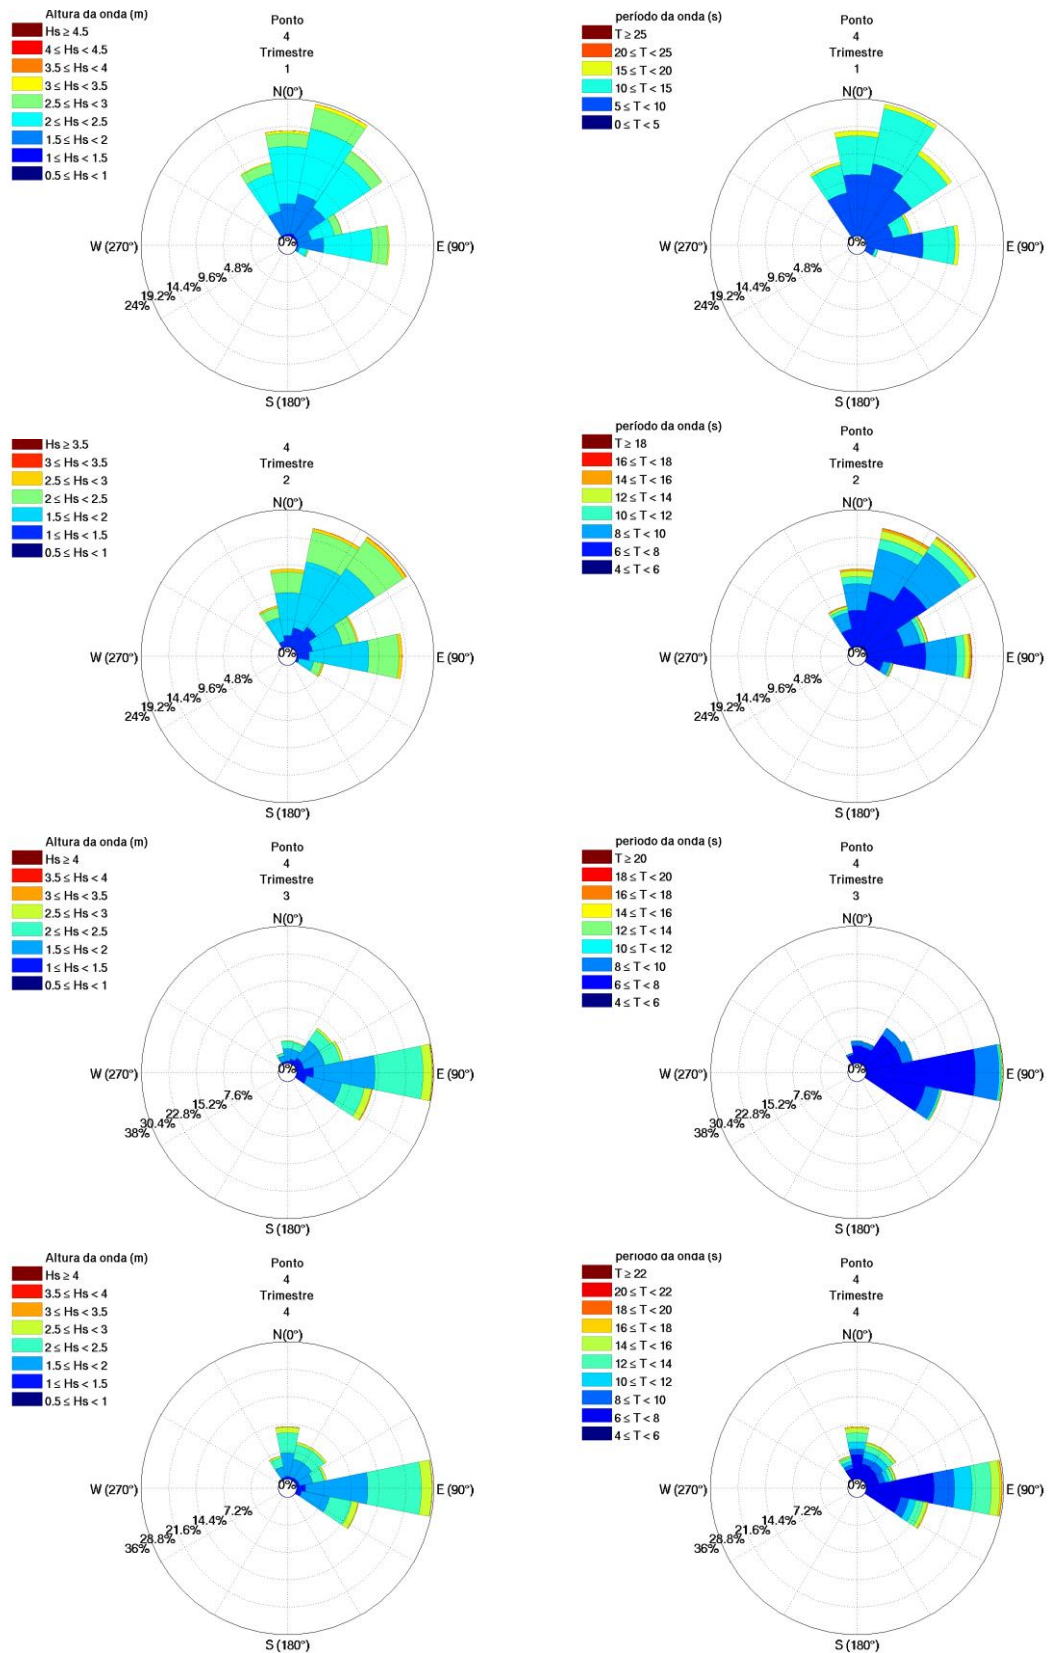 Altura da onda (m)
Hs ≥ 4.5
4 ≤ Hs < 4.5
3.5 ≤ Hs < 4
3 ≤ Hs < 3.5
2.5 ≤ Hs < 3
2 ≤ Hs < 2.5
1.5 ≤ Hs < 2
1 ≤ Hs < 1.5
0.5 ≤ Hs < 1
Ponto
4
Trimestre
1
N(0°)
W (270°)
E (90°)
S (180°)
0%
4.8%
9.6%
14.4%
19.2%
24%
período da onda (s)
T ≥ 25
20 ≤ T < 25
15 ≤ T < 20
10 ≤ T < 15
5 ≤ T < 10
0 ≤ T < 5
Ponto
4
Trimestre
1
N(0°)
W (270°)
E (90°)
S (180°)
0%
4.8%
9.6%
14.4%
19.2%
24%
Hs ≥ 3.5
3 ≤ Hs < 3.5
2.5 ≤ Hs < 3
2 ≤ Hs < 2.5
1.5 ≤ Hs < 2
1 ≤ Hs < 1.5
0.5 ≤ Hs < 1
4
Trimestre
2
N(0°)
W (270°)
E (90°)
S (180°)
0%
4.8%
9.6%
14.4%
19.2%
24%
período da onda (s)
T ≥ 18
16 ≤ T < 18
14 ≤ T < 16
12 ≤ T < 14
10 ≤ T < 12
8 ≤ T < 10
6 ≤ T < 8
4 ≤ T < 6
Ponto
4
Trimestre
2
N(0°)
W (270°)
E (90°)
S (180°)
0%
4.8%
9.6%
14.4%
19.2%
24%
Altura da onda (m)
Hs ≥ 4
3.5 ≤ Hs < 4
3 ≤ Hs < 3.5
2.5 ≤ Hs < 3
2 ≤ Hs < 2.5
1.5 ≤ Hs < 2
1 ≤ Hs < 1.5
0.5 ≤ Hs < 1
Ponto
4
Trimestre
3
N(0°)
W (270°)
E (90°)
S (180°)
0%
7.6%
15.2%
22.8%
30.4%
38%
período da onda (s)
T ≥ 20
18 ≤ T < 20
16 ≤ T < 18
14 ≤ T < 16
12 ≤ T < 14
10 ≤ T < 12
8 ≤ T < 10
6 ≤ T < 8
4 ≤ T < 6
Ponto
4
Trimestre
3
N(0°)
W (270°)
E (90°)
S (180°)
0%
7.6%
15.2%
22.8%
30.4%
38%
Altura da onda (m)
Hs ≥ 4
3.5 ≤ Hs < 4
3 ≤ Hs < 3.5
2.5 ≤ Hs < 3
2 ≤ Hs < 2.5
1.5 ≤ Hs < 2
1 ≤ Hs < 1.5
0.5 ≤ Hs < 1
Ponto
4
Trimestre
4
N(0°)
W (270°)
E (90°)
S (180°)
0%
7.2%
14.4%
21.6%
28.8%
36%
período da onda (s)
T ≥ 22
20 ≤ T < 22
18 ≤ T < 20
16 ≤ T < 18
14 ≤ T < 16
12 ≤ T < 14
10 ≤ T < 12
8 ≤ T < 10
6 ≤ T < 8
4 ≤ T < 6
Ponto
4
Trimestre
4
N(0°)
W (270°)
E (90°)
S (180°)
0%
7.2%
14.4%
21.6%
28.8%
36%